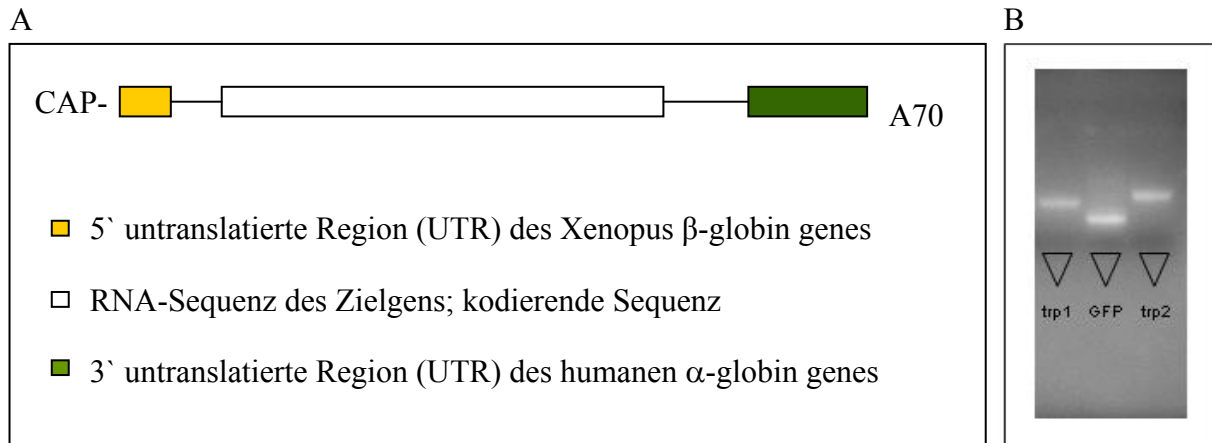 A
B
CAP-
A70
5` untranslatierte Region (UTR) des Xenopus β-globin genes
RNA-Sequenz des Zielgens; kodierende Sequenz
3` untranslatierte Region (UTR) des humanen α-globin genes
trp1 GFP trp2